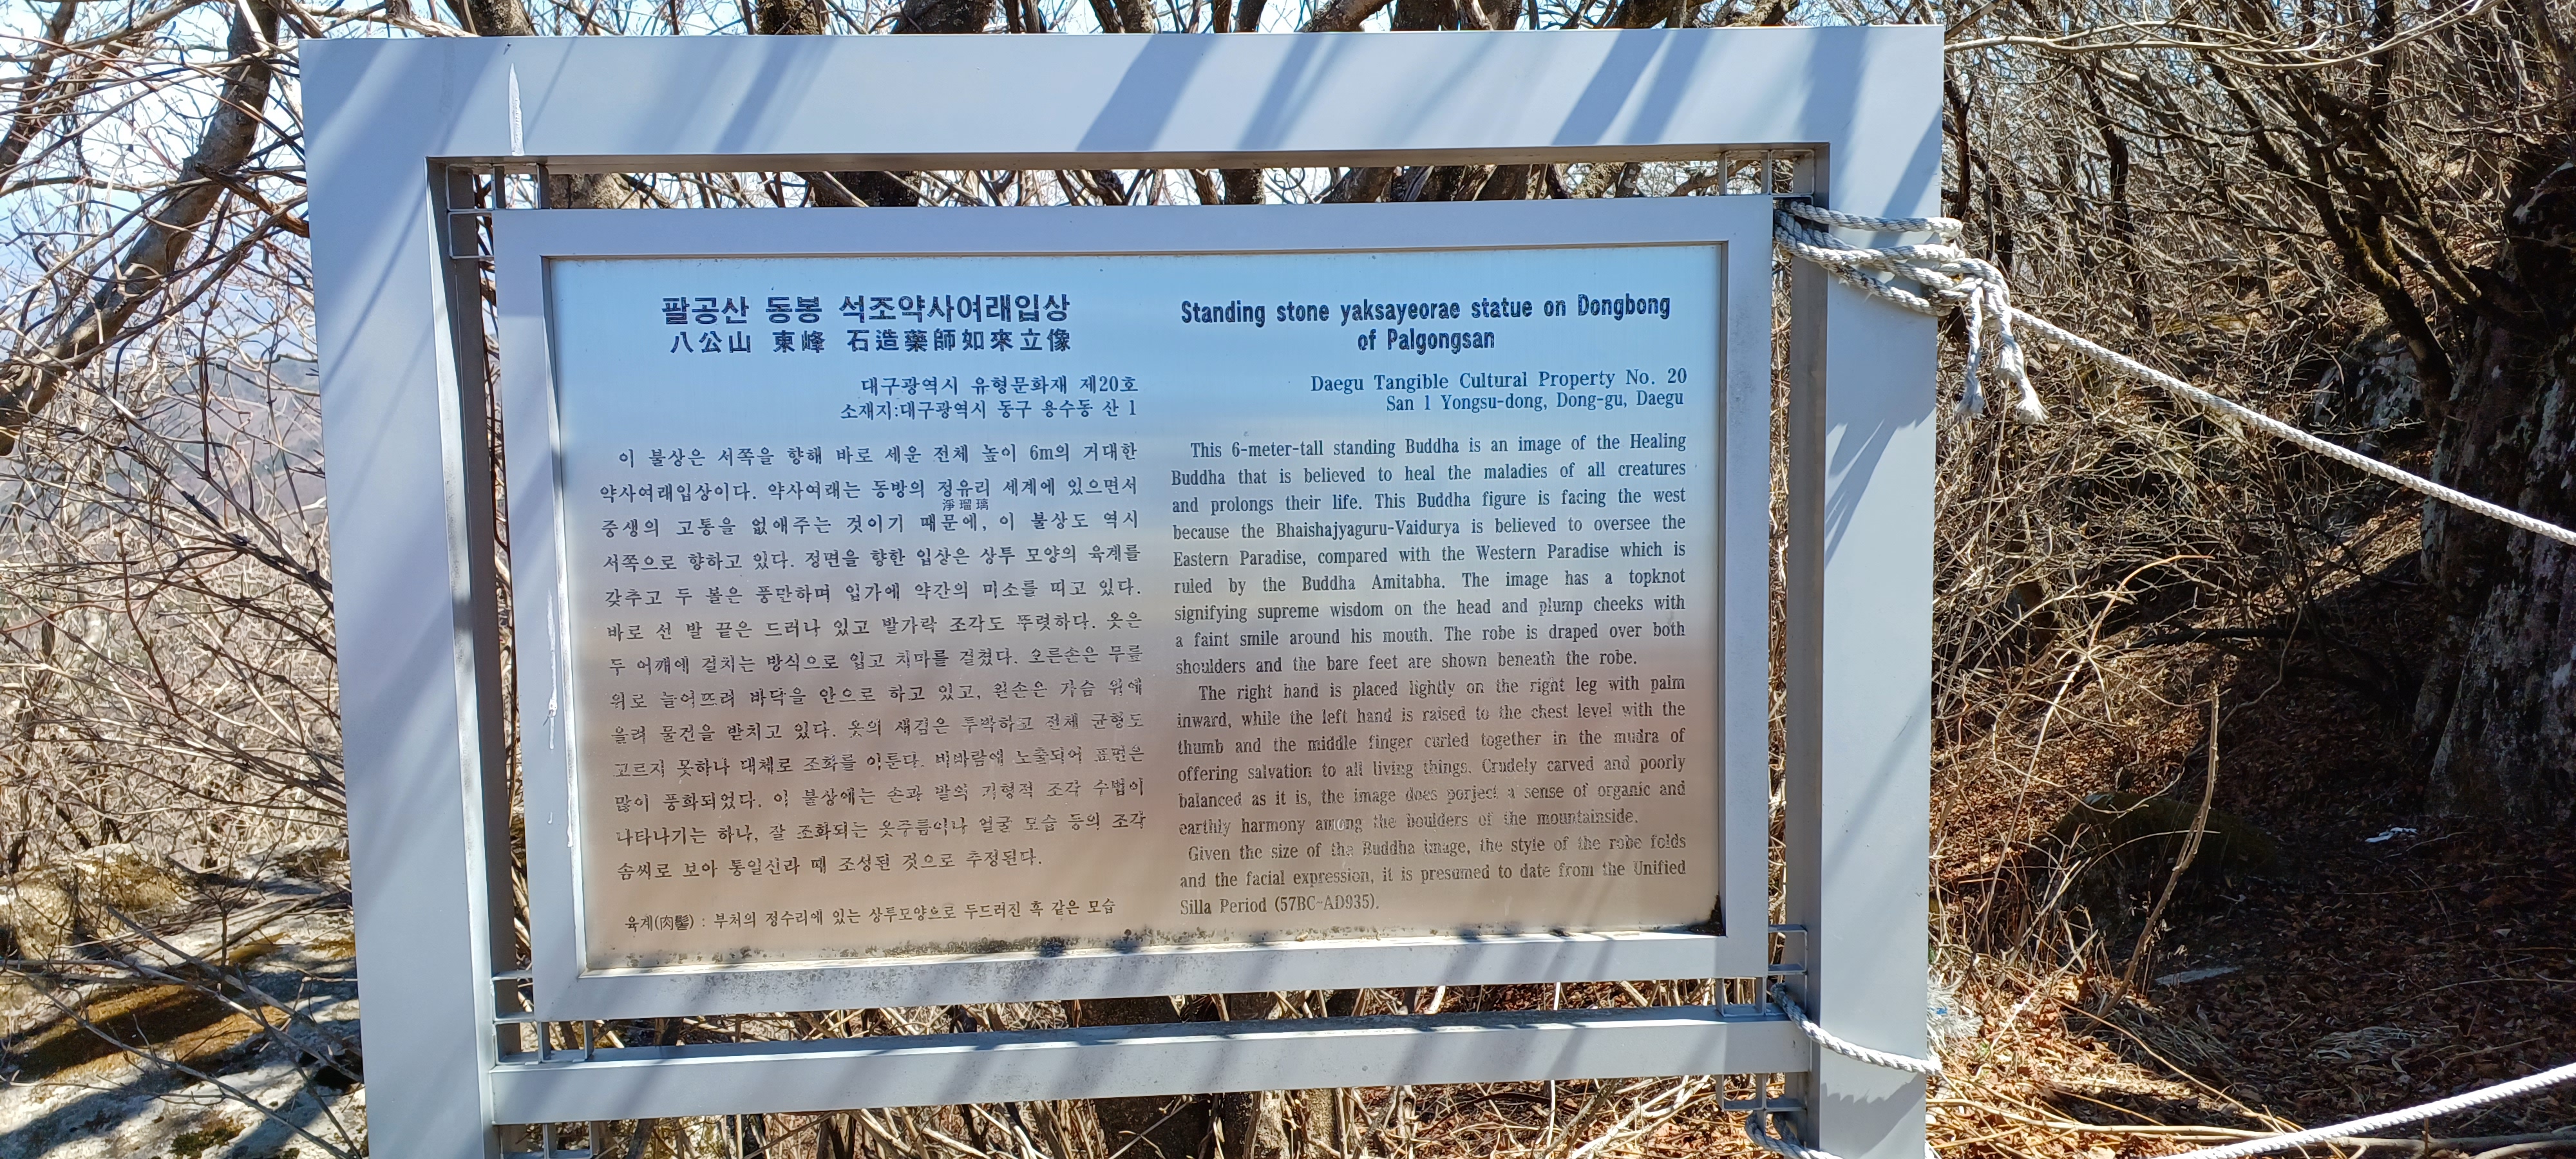 팔공산 동봉 석조약사여래입상
八公山 東峰 石造藥師如來立像
대구광역시 유형문화재 제20호
소재지:대구광역시 동구 용수동 산 1
이 불상은 서쪽을 향해 바로 세운 전체 높이 6m의 거대한
약사여래입상이다. 약사여래는 동방의 정유리 세계에 있으면서
淨瑠璃
중생의 고통을 없애주는 것이기 때문에, 이 불상도 역시
서쪽으로 향하고 있다. 정면을 향한 입상은 상투 모양의 육계를
갖추고 두 볼은 풍만하며 입가에 약간의 미소를 띠고 있다.
바로 선 발 끝은 드러나 있고 발가락 조각도 뚜렷하다. 옷은
두 어깨에 걸치는 방식으로 입고 치마를 걸쳤다. 오른손은 무릎
위로 늘어뜨려 바닥을 안으로 하고 있고, 왼손은 가슴 위에
올려 물건을 받치고 있다. 옷의 새김은 투박하고 전체 균형도
고르지 못하나 대체로 조화를 이룬다. 비바람에 노출되어 표면은
많이 풍화되었다. 이 불상에는 손과 발의 기형적 조각 수법이
나타나기는 하나, 잘 조화되는 옷주름이나 얼굴 모습 등의 조각
솜씨로 보아 통일신라 때 조성된 것으로 추정된다.
육계(肉髻) : 부처의 정수리에 있는 상투모양으로 두드러진 혹 같은 모습
Standing stone yaksayeorae statue on Dongbong
of Palgongsan
Daegu Tangible Cultural Property No. 20
San 1 Yongsu-dong, Dong-gu, Daegu
This 6-meter-tall standing Buddha is an image of the Healing
Buddha that is believed to heal the maladies of all creatures
and prolongs their life. This Buddha figure is facing the west
because the Bhaishajyaguru-Vaidurya is believed to oversee the
Eastern Paradise, compared with the Western Paradise which is
ruled by the Buddha Amitabha. The image has a topknot
signifying supreme wisdom on the head and plump cheeks with
a faint smile around his mouth. The robe is draped over both
shoulders and the bare feet are shown beneath the robe.
The right hand is placed lightly on the right leg with palm
inward, while the left hand is raised to the chest level with the
thumb and the middle finger curled together in the mudra of
offering salvation to all living things. Crudely carved and poorly
balanced as it is, the image does porject a sense of organic and
earthly harmony among the boulders of the mountainside.
Given the size of the Buddha image, the style of the robe folds
and the facial expression, it is presumed to date from the Unified
Silla Period (57BC-AD935).